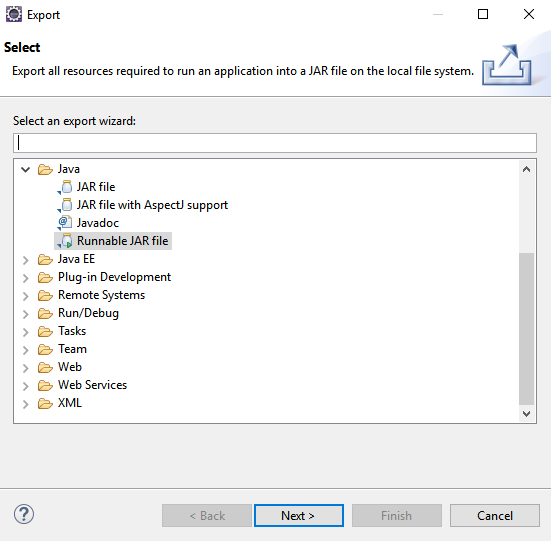 Export
Select
Export all resources required to run an application into a JAR file on the local file system.
Select an export wizard:
Java
JAR file
JAR file with AspectJ support
Javadoc
Runnable JAR file
Java EE
Plug-in Development
Remote Systems
Run/Debug
Tasks
Team
Web
Web Services
XML
?
< Back
Next >
Finish
Cancel